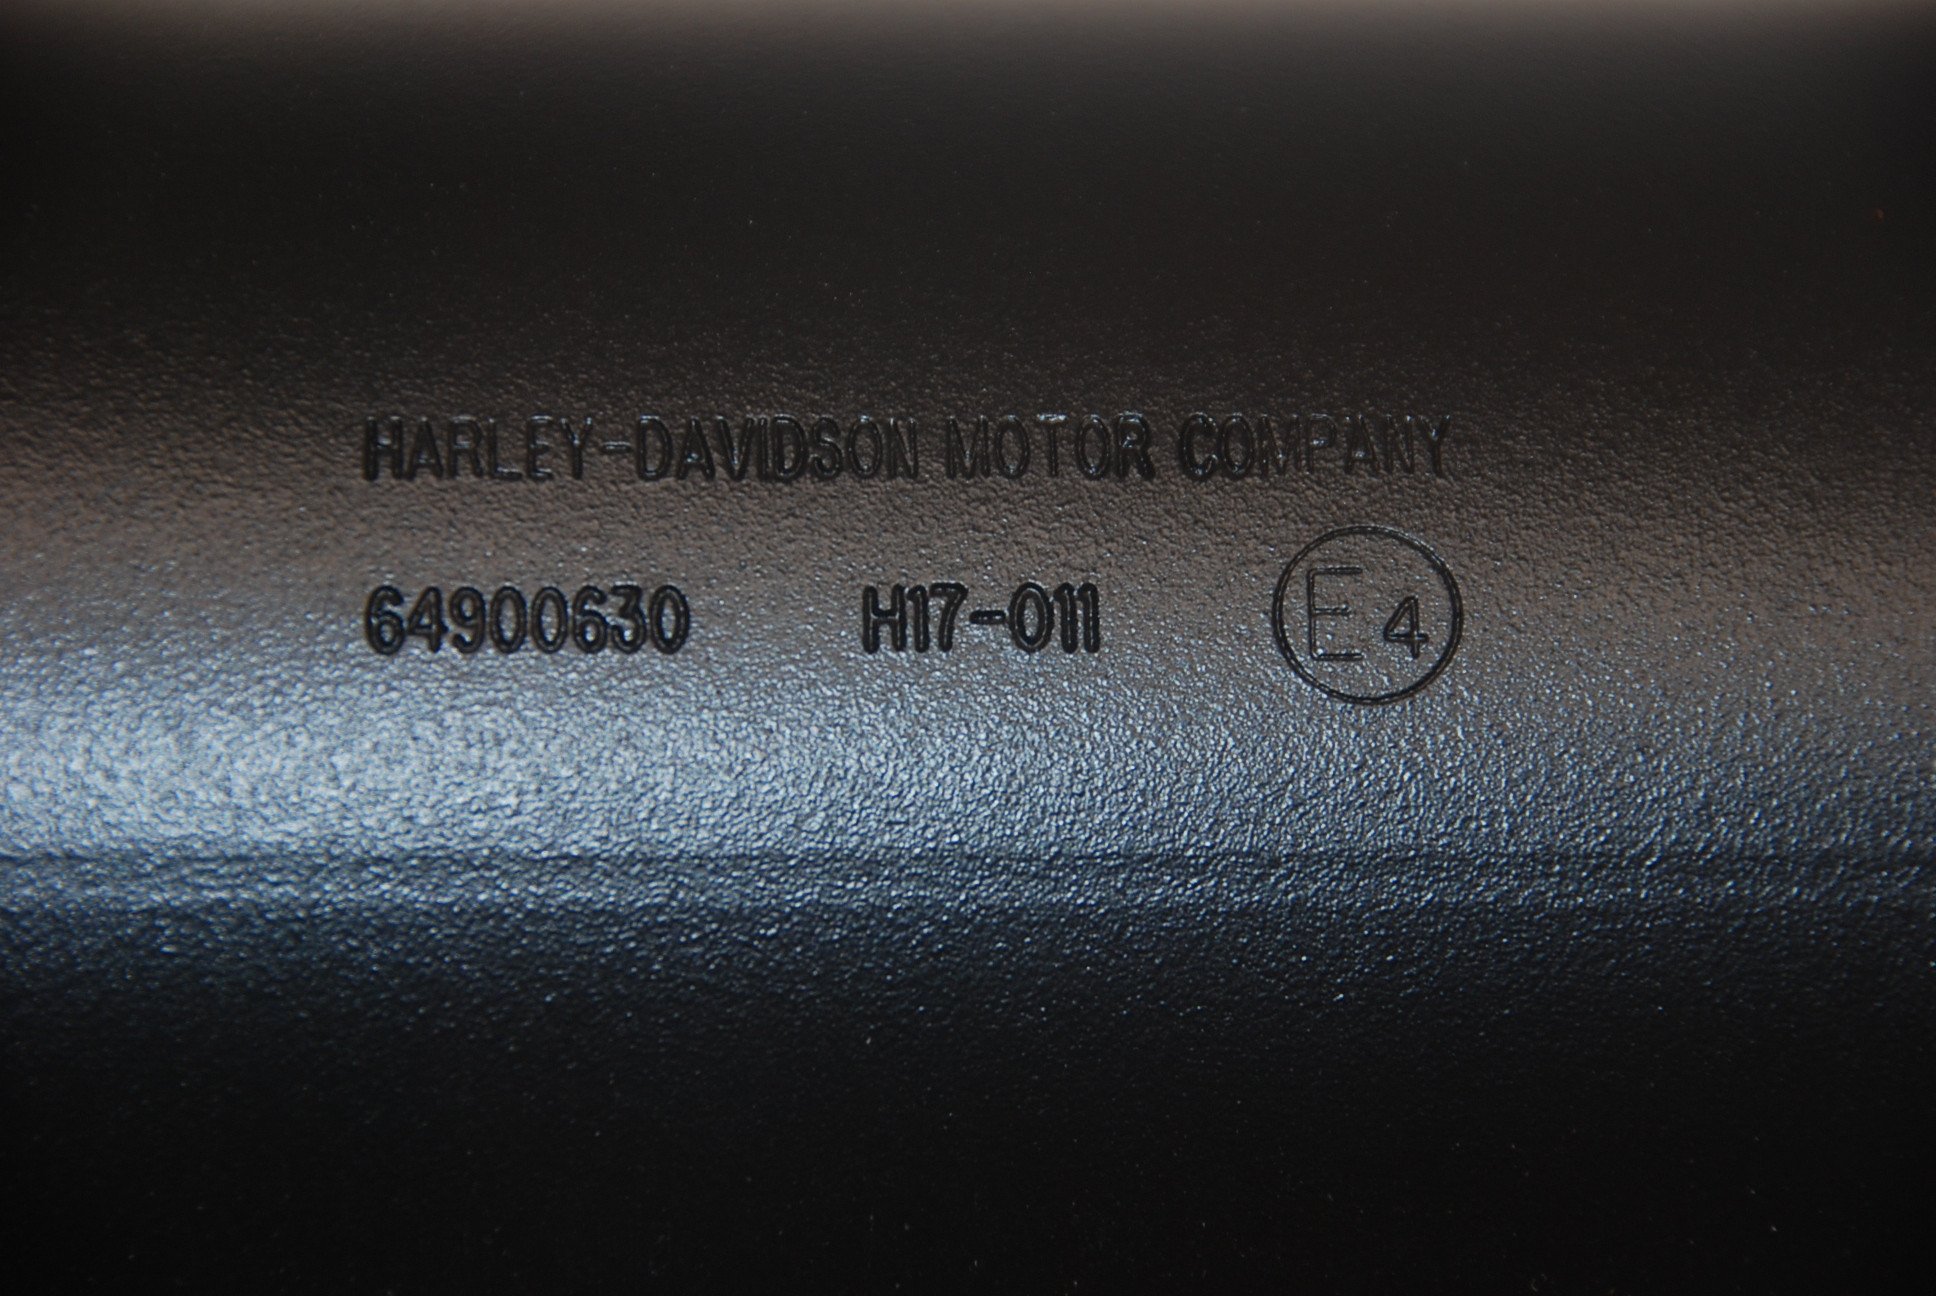 HARLEY-DAVIDSON MOTOR COMPANY
64900630 H17-011 E4